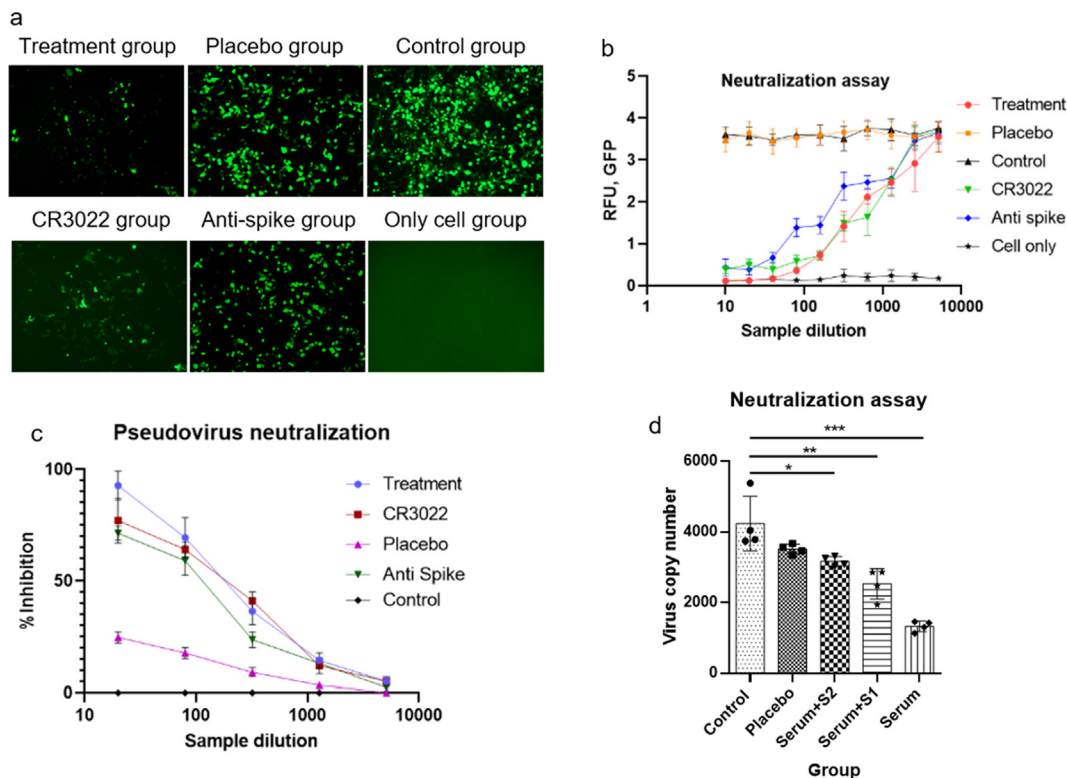 a
Treatment group Placebo group Control group
CR3022 group Anti-spike group Only cell group
b
Neutralization assay
RFU, GFP
5
4
3
2
1
0
1 10 100 1000 10000
Sample dilution
Treatment
Placebo
Control
CR3022
Anti spike
Cell only
c
Pseudovirus neutralization
% Inhibition
100
50
0
10 100 1000 10000
Sample dilution
Treatment
CR3022
Placebo
Anti Spike
Control
Neutralization assay
d
***
**
*
Virus copy number
6000
4000
2000
0
Control
Placebo
Serum+S2
Serum+S1
Serum
Group